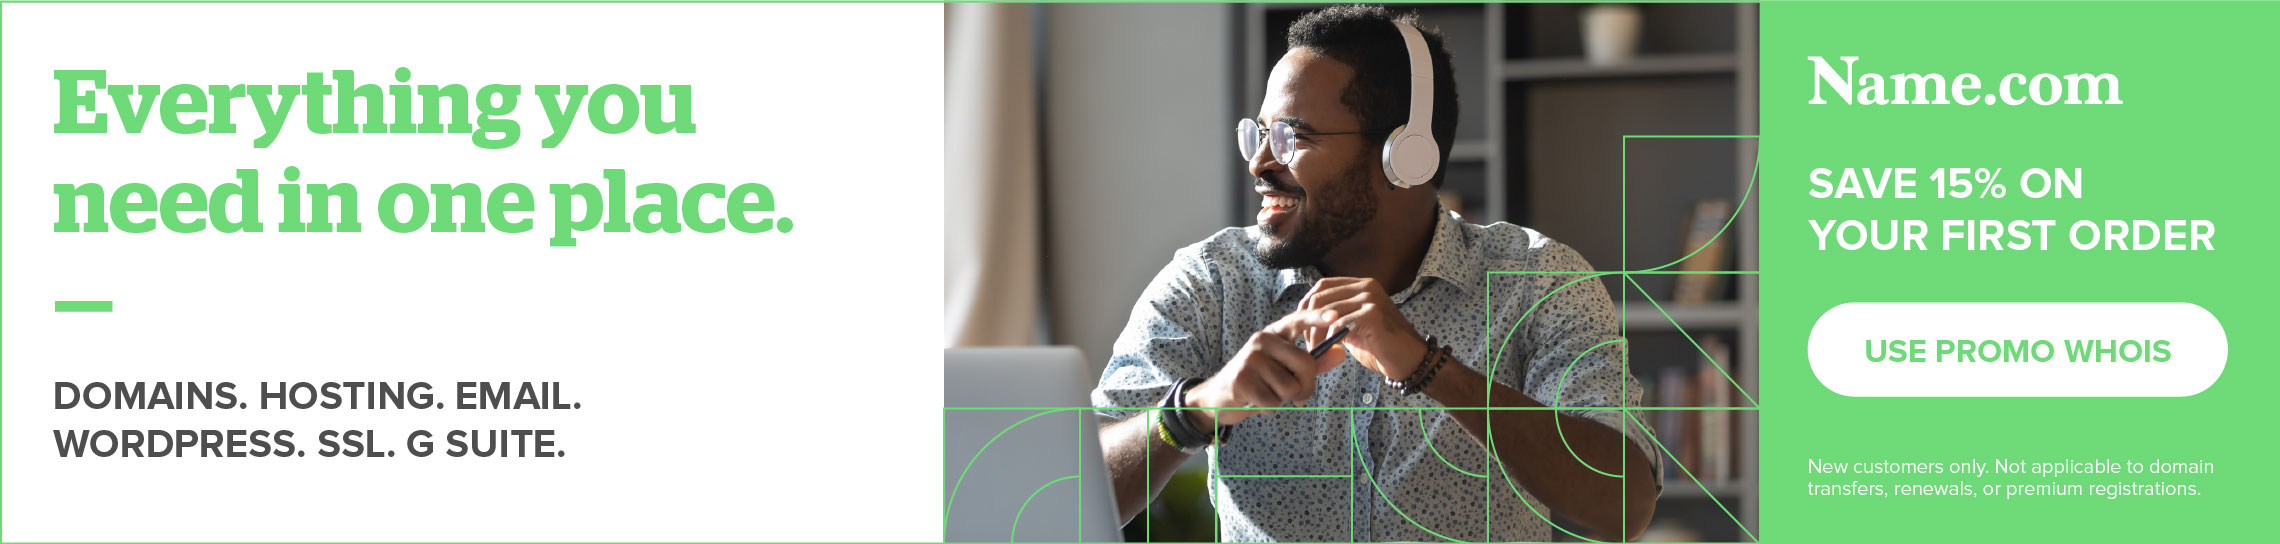 Everything you
need in one place.
DOMAINS. HOSTING. EMAIL.
WORDPRESS. SSL. G SUITE.
Name.com
SAVE 15% ON
YOUR FIRST ORDER
USE PROMO WHOIS
New customers only. Not applicable to domain
transfers, renewals, or premium registrations.